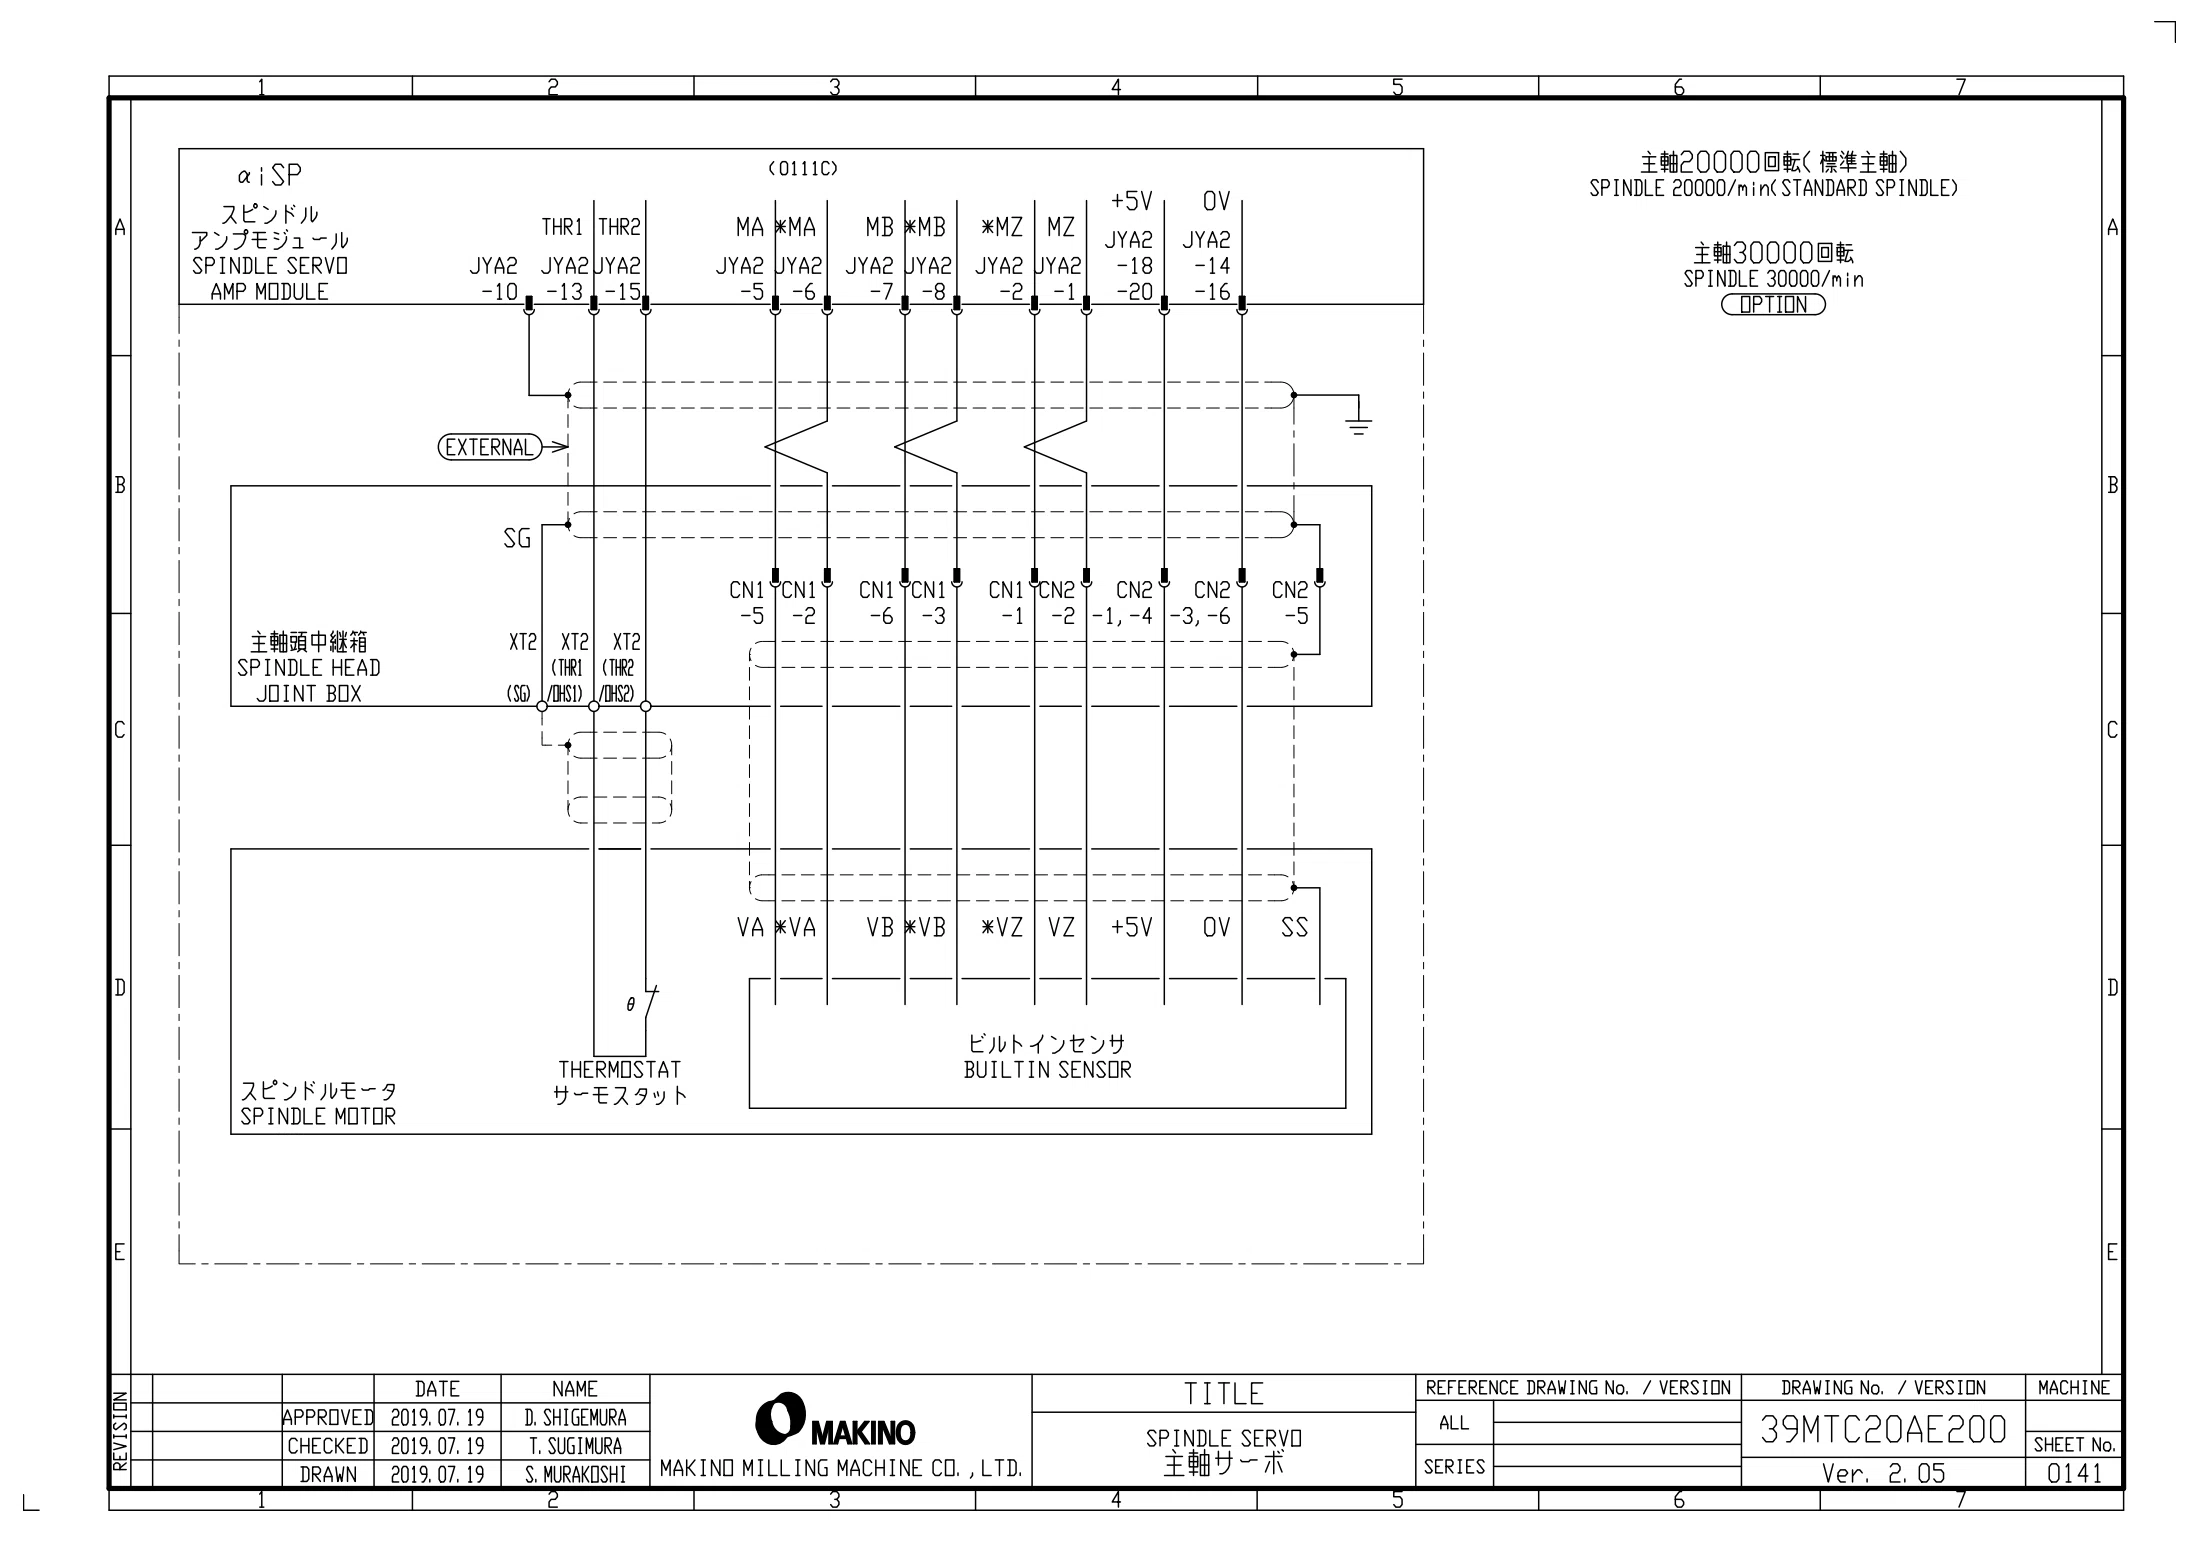 1 2 3 4 5 6 7
A A
B B
C C
D D
E E
αiSP
スピンドル
アンプモジュール
SPINDLE SERVO
AMP MODULE
(0111C)
THR1 THR2 MA *MA MB *MB *MZ MZ +5V 0V
JYA2 JYA2 JYA2 JYA2 JYA2 JYA2 JYA2 JYA2 JYA2 JYA2 JYA2
-10 -13 -15 -5 -6 -7 -8 -2 -1 -18 -14
-20 -16
主軸20000回転(標準主軸)
SPINDLE 20000/min(STANDARD SPINDLE)
主軸30000回転
SPINDLE 30000/min
OPTION
EXTERNAL
SG
CN1 CN1 CN1 CN1 CN1 CN2 CN2 CN2 CN2
-5 -2 -6 -3 -1 -2 -1,-4 -3,-6 -5
主軸頭中継箱
SPINDLE HEAD
JOINT BOX
XT2 XT2 XT2
(THR1 (THR2
(SG) /OHS1) /OHS2)
VA *VA VB *VB *VZ VZ +5V 0V SS
θ
THERMOSTAT
サーモスタット
ビルトインセンサ
BUILTIN SENSOR
スピンドルモータ
SPINDLE MOTOR
REVISION
DATE NAME
APPROVED 2019.07.19 D. SHIGEMURA
CHECKED 2019.07.19 T. SUGIMURA
DRAWN 2019.07.19 S. MURAKOSHI
MAKINO
MAKINO MILLING MACHINE CO.,LTD.
TITLE
SPINDLE SERVO
主軸サーボ
REFERENCE DRAWING No. / VERSION
ALL
SERIES
DRAWING No. / VERSION
39MTC20AE200
Ver. 2.05
MACHINE
SHEET No.
0141
1 2 3 4 5 6 7